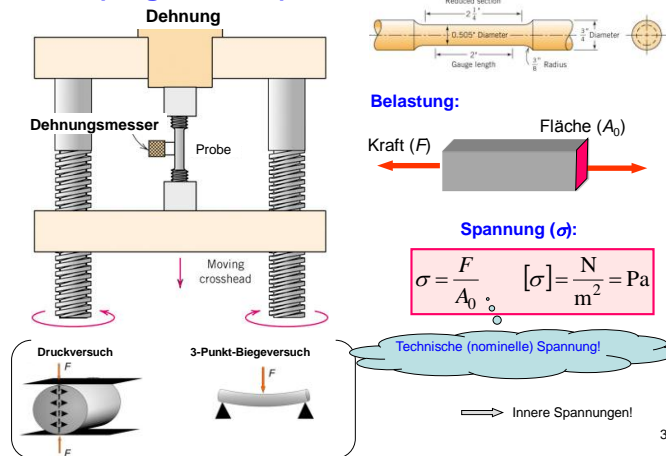 Dehnung
Dehnungsmesser
Probe
Moving
crosshead
Druckversuch
F
F
3-Punkt-Biegeversuch
F
Reduced section
2 1/4"
0.505" Diameter
3/4" Diameter
2"
Gauge length
3/8" Radius
Belastung:
Fläche (A₀)
Kraft (F)
Spannung (σ):
σ = F/A₀ [σ] = N/m² = Pa
Technische (nominelle) Spannung!
Innere Spannungen!
3